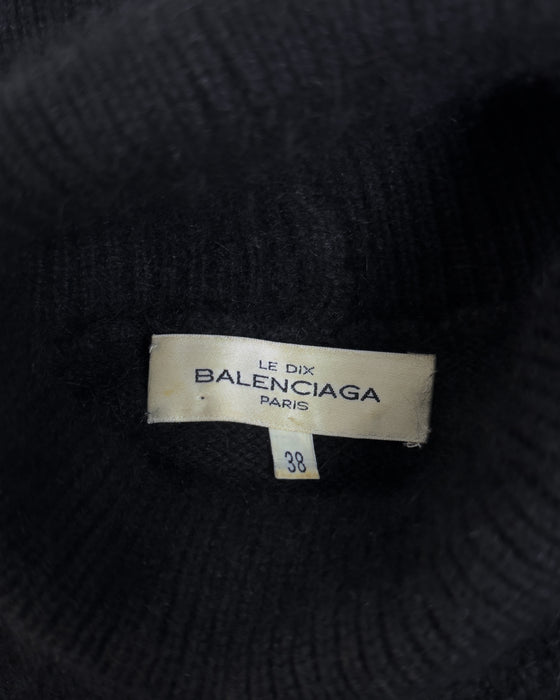 LE DIX
BALENCIAGA
PARIS
38